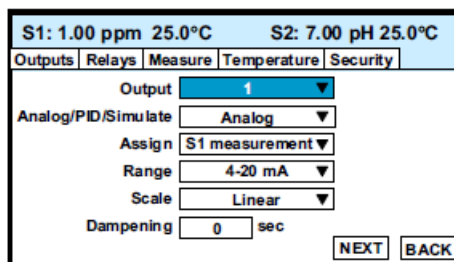 S1: 1.00 ppm 25.0°C S2: 7.00 pH 25.0°C
Outputs Relays Measure Temperature Security
Output 1
Analog/PID/Simulate Analog
Assign S1 measurement
Range 4-20 mA
Scale Linear
Dampening 0 sec
NEXT BACK